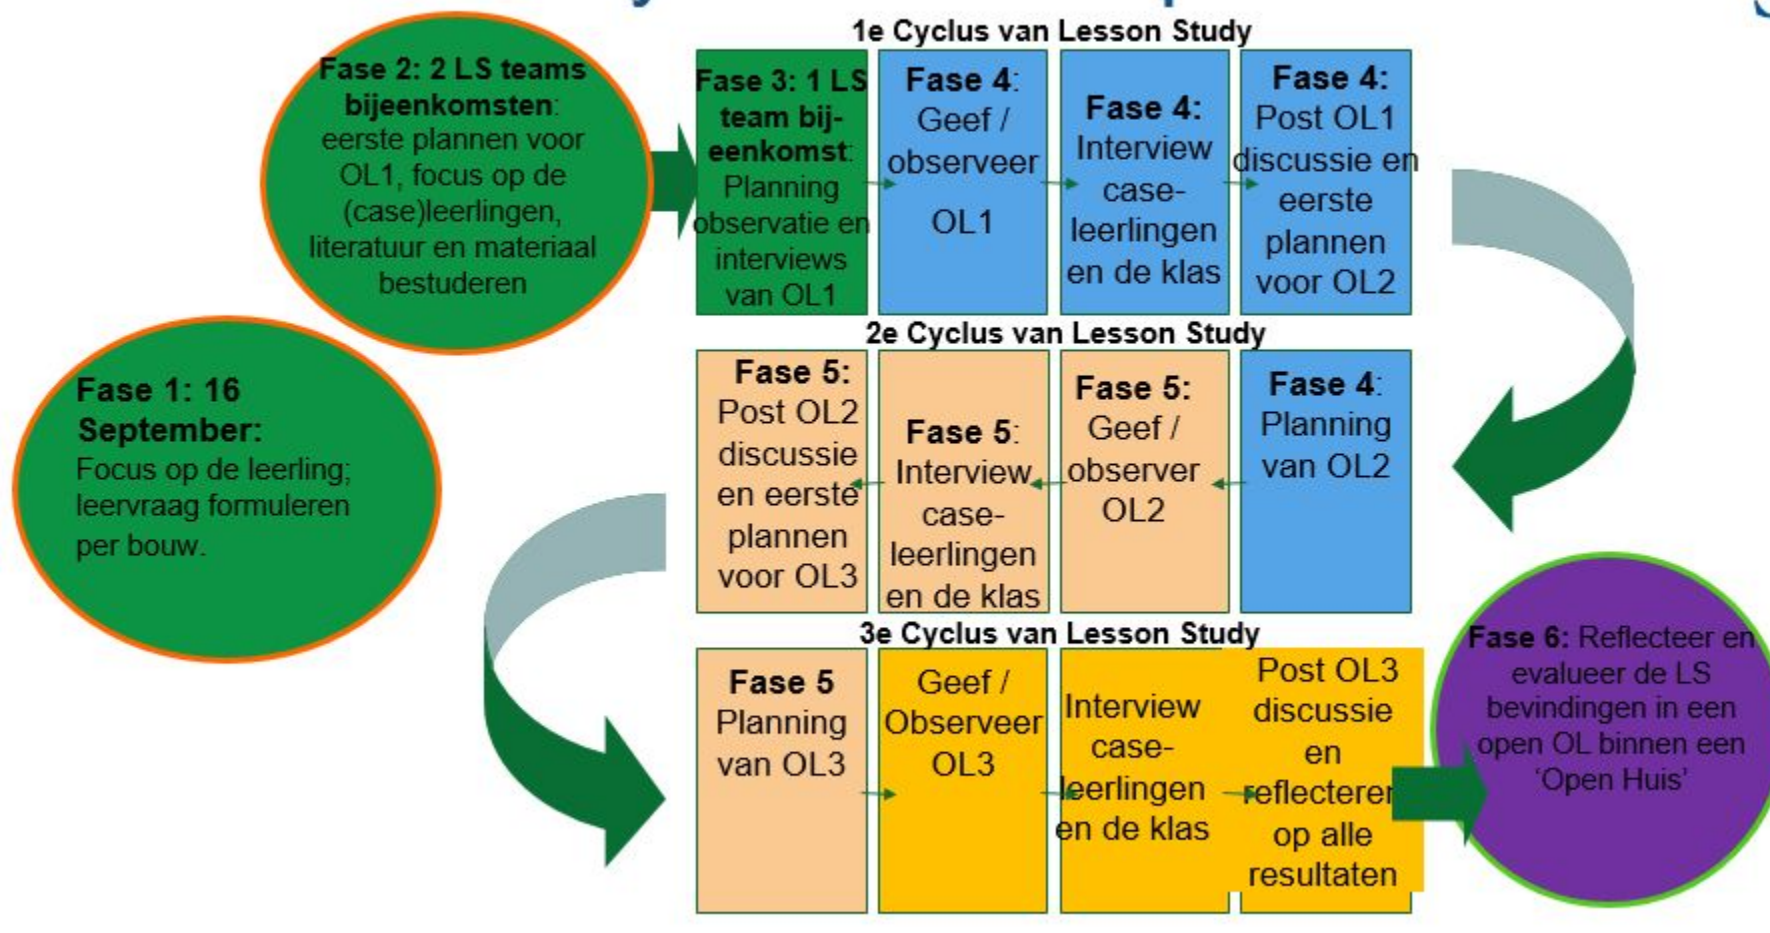 1e Cyclus van Lesson Study
Fase 2: 2 LS teams
bijeenkomsten:
eerste plannen voor
OL1, focus op de
(case)leerlingen,
literatuur en materiaal
bestuderen
Fase 3: 1 LS
team bij-
eenkomst:
Planning
observatie en
interviews
van OL1
Fase 4:
Geef /
observeer
OL1
Fase 4:
Interview
case-
leerlingen
en de klas
Fase 4:
Post OL1
discussie en
eerste
plannen
voor OL2
Fase 1: 16
September:
Focus op de leerling;
leervraag formuleren
per bouw.
2e Cyclus van Lesson Study
Fase 5:
Post OL2
discussie
en eerste
plannen
voor OL3
Fase 5:
Interview
case-
leerlingen
en de klas
Fase 5:
Geef /
observer
OL2
Fase 4:
Planning
van OL2
3e Cyclus van Lesson Study
Fase 5
Planning
van OL3
Geef /
Observeer
OL3
Interview
case-
leerlingen
en de klas
Post OL3
discussie
en
reflecteren
op alle
resultaten
Fase 6: Reflecteer en
evalueer de LS
bevindingen in een
open OL binnen een
‘Open Huis’